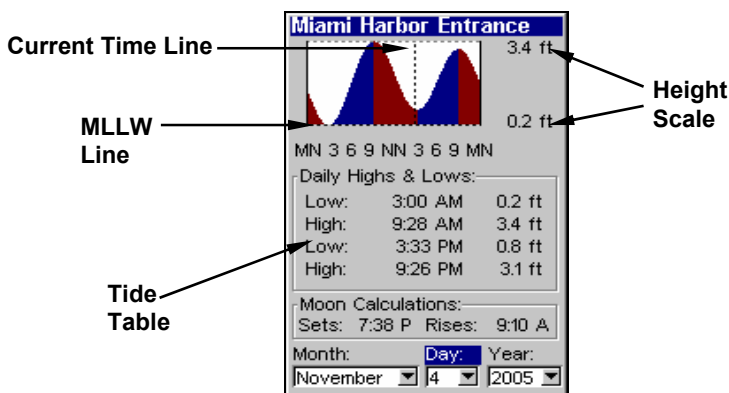 Miami Harbor Entrance
Current Time Line
3.4 ft
Height
Scale
MLLW
Line
0.2 ft
MN 3 6 9 NN 3 6 9 MN
Daily Highs & Lows:
Low: 3:00 AM 0.2 ft
High: 9:28 AM 3.4 ft
Low: 3:33 PM 0.8 ft
High: 9:26 PM 3.1 ft
Tide
Table
Moon Calculations:
Sets: 7:38 P Rises: 9:10 A
Month: Day: Year:
November 4 2005